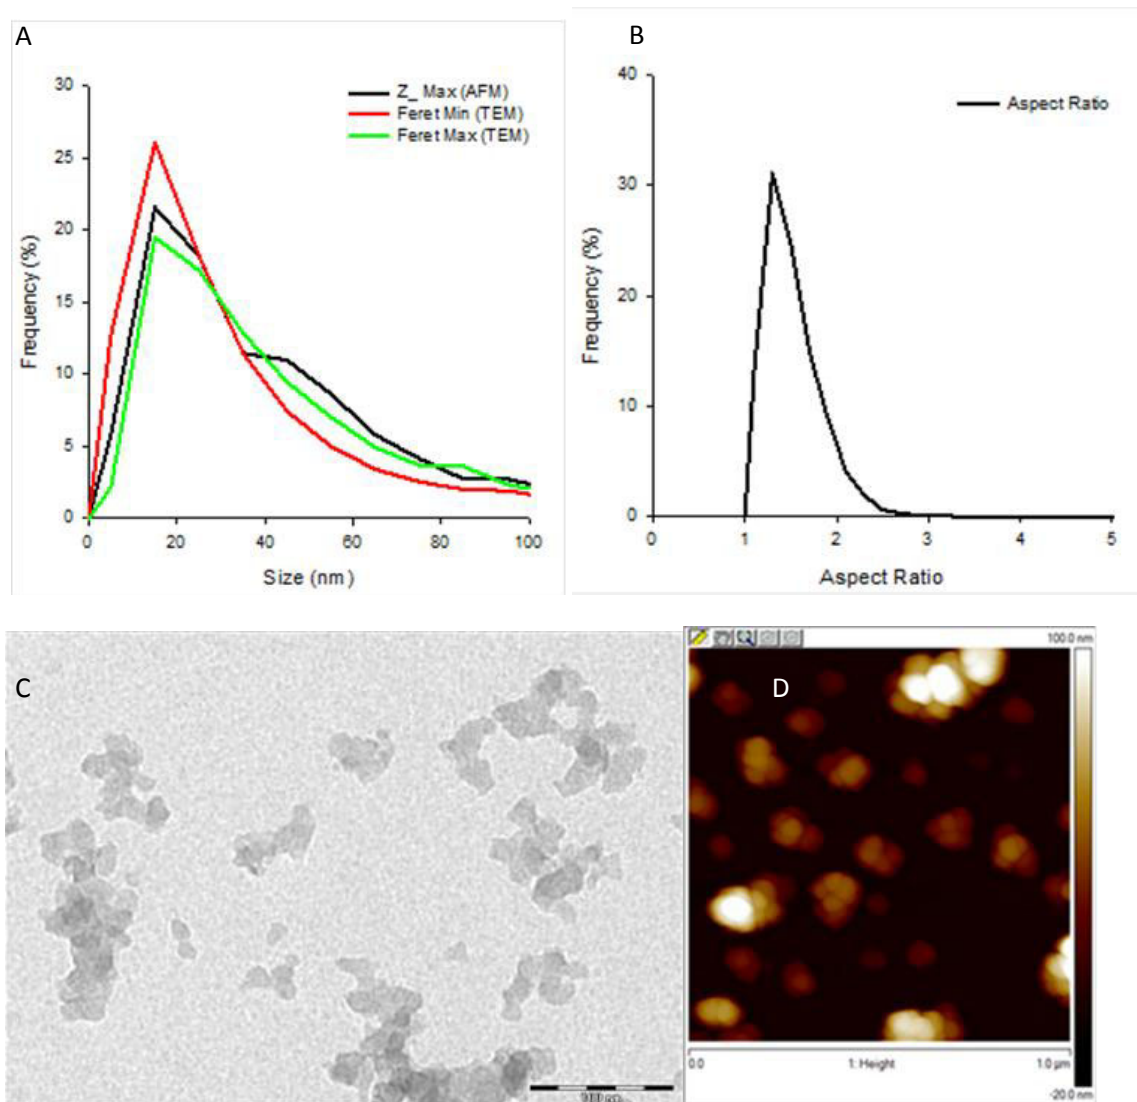 A
30
25
20
15
10
5
0
Frequency (%)
Z_ Max (AFM)
Feret Min (TEM)
Feret Max (TEM)
0 20 40 60 80 100
Size (nm)
B
40
30
20
10
0
Frequency (%)
Aspect Ratio
0 1 2 3 4 5
Aspect Ratio
C
100.0 nm
D
0.0 1: Height 1.0 µm
-20.0 nm